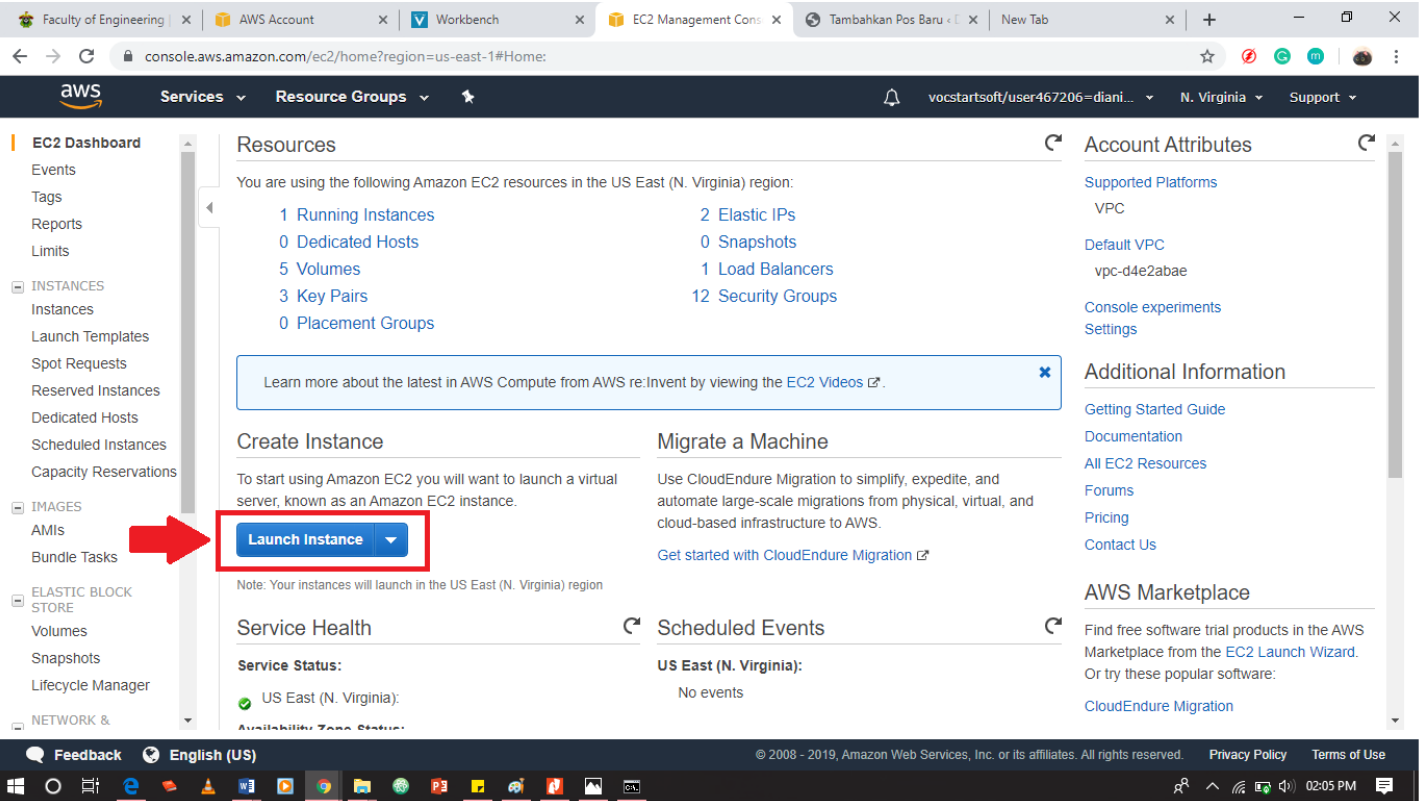 Faculty of Engineering |
AWS Account
Workbench
EC2 Management Cons
Tambahkan Pos Baru ‹
New Tab
console.aws.amazon.com/ec2/home?region=us-east-1#Home:
aws
Services
Resource Groups
vocstartsoft/user467206=diani...
N. Virginia
Support
EC2 Dashboard
Events
Tags
Reports
Limits
INSTANCES
Instances
Launch Templates
Spot Requests
Reserved Instances
Dedicated Hosts
Scheduled Instances
Capacity Reservations
IMAGES
AMIs
Bundle Tasks
ELASTIC BLOCK
STORE
Volumes
Snapshots
Lifecycle Manager
NETWORK &
Resources
You are using the following Amazon EC2 resources in the US East (N. Virginia) region:
1 Running Instances
2 Elastic IPs
0 Dedicated Hosts
0 Snapshots
5 Volumes
1 Load Balancers
3 Key Pairs
12 Security Groups
0 Placement Groups
Learn more about the latest in AWS Compute from AWS re:Invent by viewing the EC2 Videos .
Create Instance
To start using Amazon EC2 you will want to launch a virtual
server, known as an Amazon EC2 instance.
Launch Instance
Note: Your instances will launch in the US East (N. Virginia) region
Migrate a Machine
Use CloudEndure Migration to simplify, expedite, and
automate large-scale migrations from physical, virtual, and
cloud-based infrastructure to AWS.
Get started with CloudEndure Migration
Service Health
Service Status:
US East (N. Virginia):
Availability Zone Status:
Scheduled Events
US East (N. Virginia):
No events
Account Attributes
Supported Platforms
VPC
Default VPC
vpc-d4e2abae
Console experiments
Settings
Additional Information
Getting Started Guide
Documentation
All EC2 Resources
Forums
Pricing
Contact Us
AWS Marketplace
Find free software trial products in the AWS
Marketplace from the EC2 Launch Wizard.
Or try these popular software:
CloudEndure Migration
Feedback
English (US)
© 2008 - 2019, Amazon Web Services, Inc. or its affiliates. All rights reserved.
Privacy Policy
Terms of Use
02:05 PM